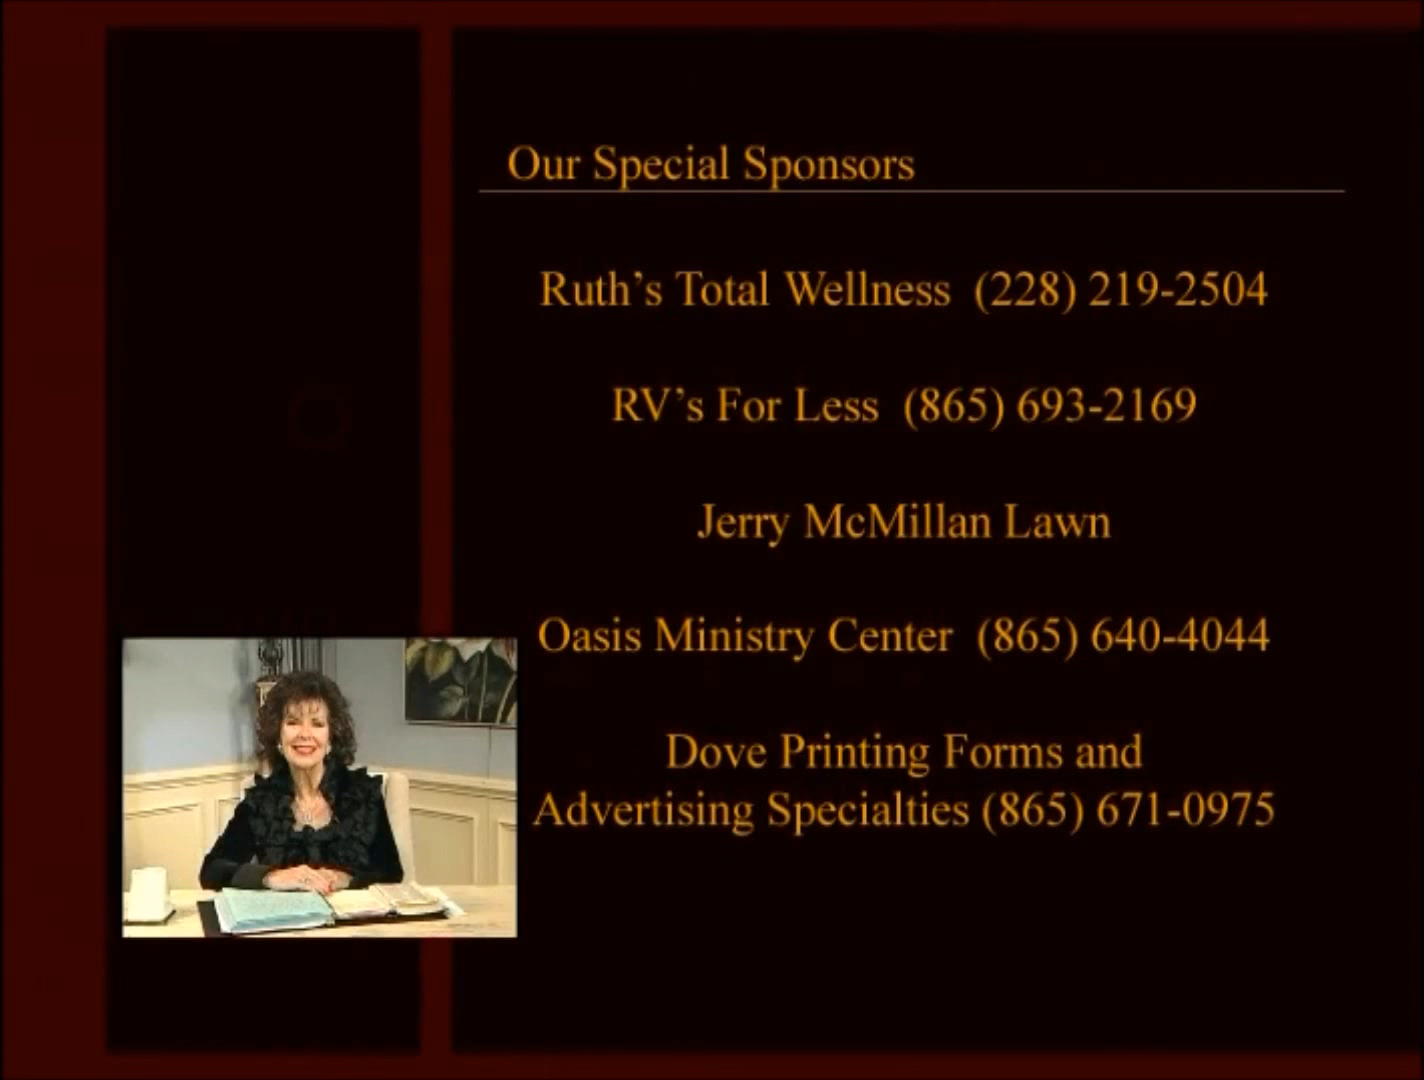 Our Special Sponsors
Ruth’s Total Wellness (228) 219-2504
RV’s For Less (865) 693-2169
Jerry McMillan Lawn
Oasis Ministry Center (865) 640-4044
Dove Printing Forms and
Advertising Specialties (865) 671-0975